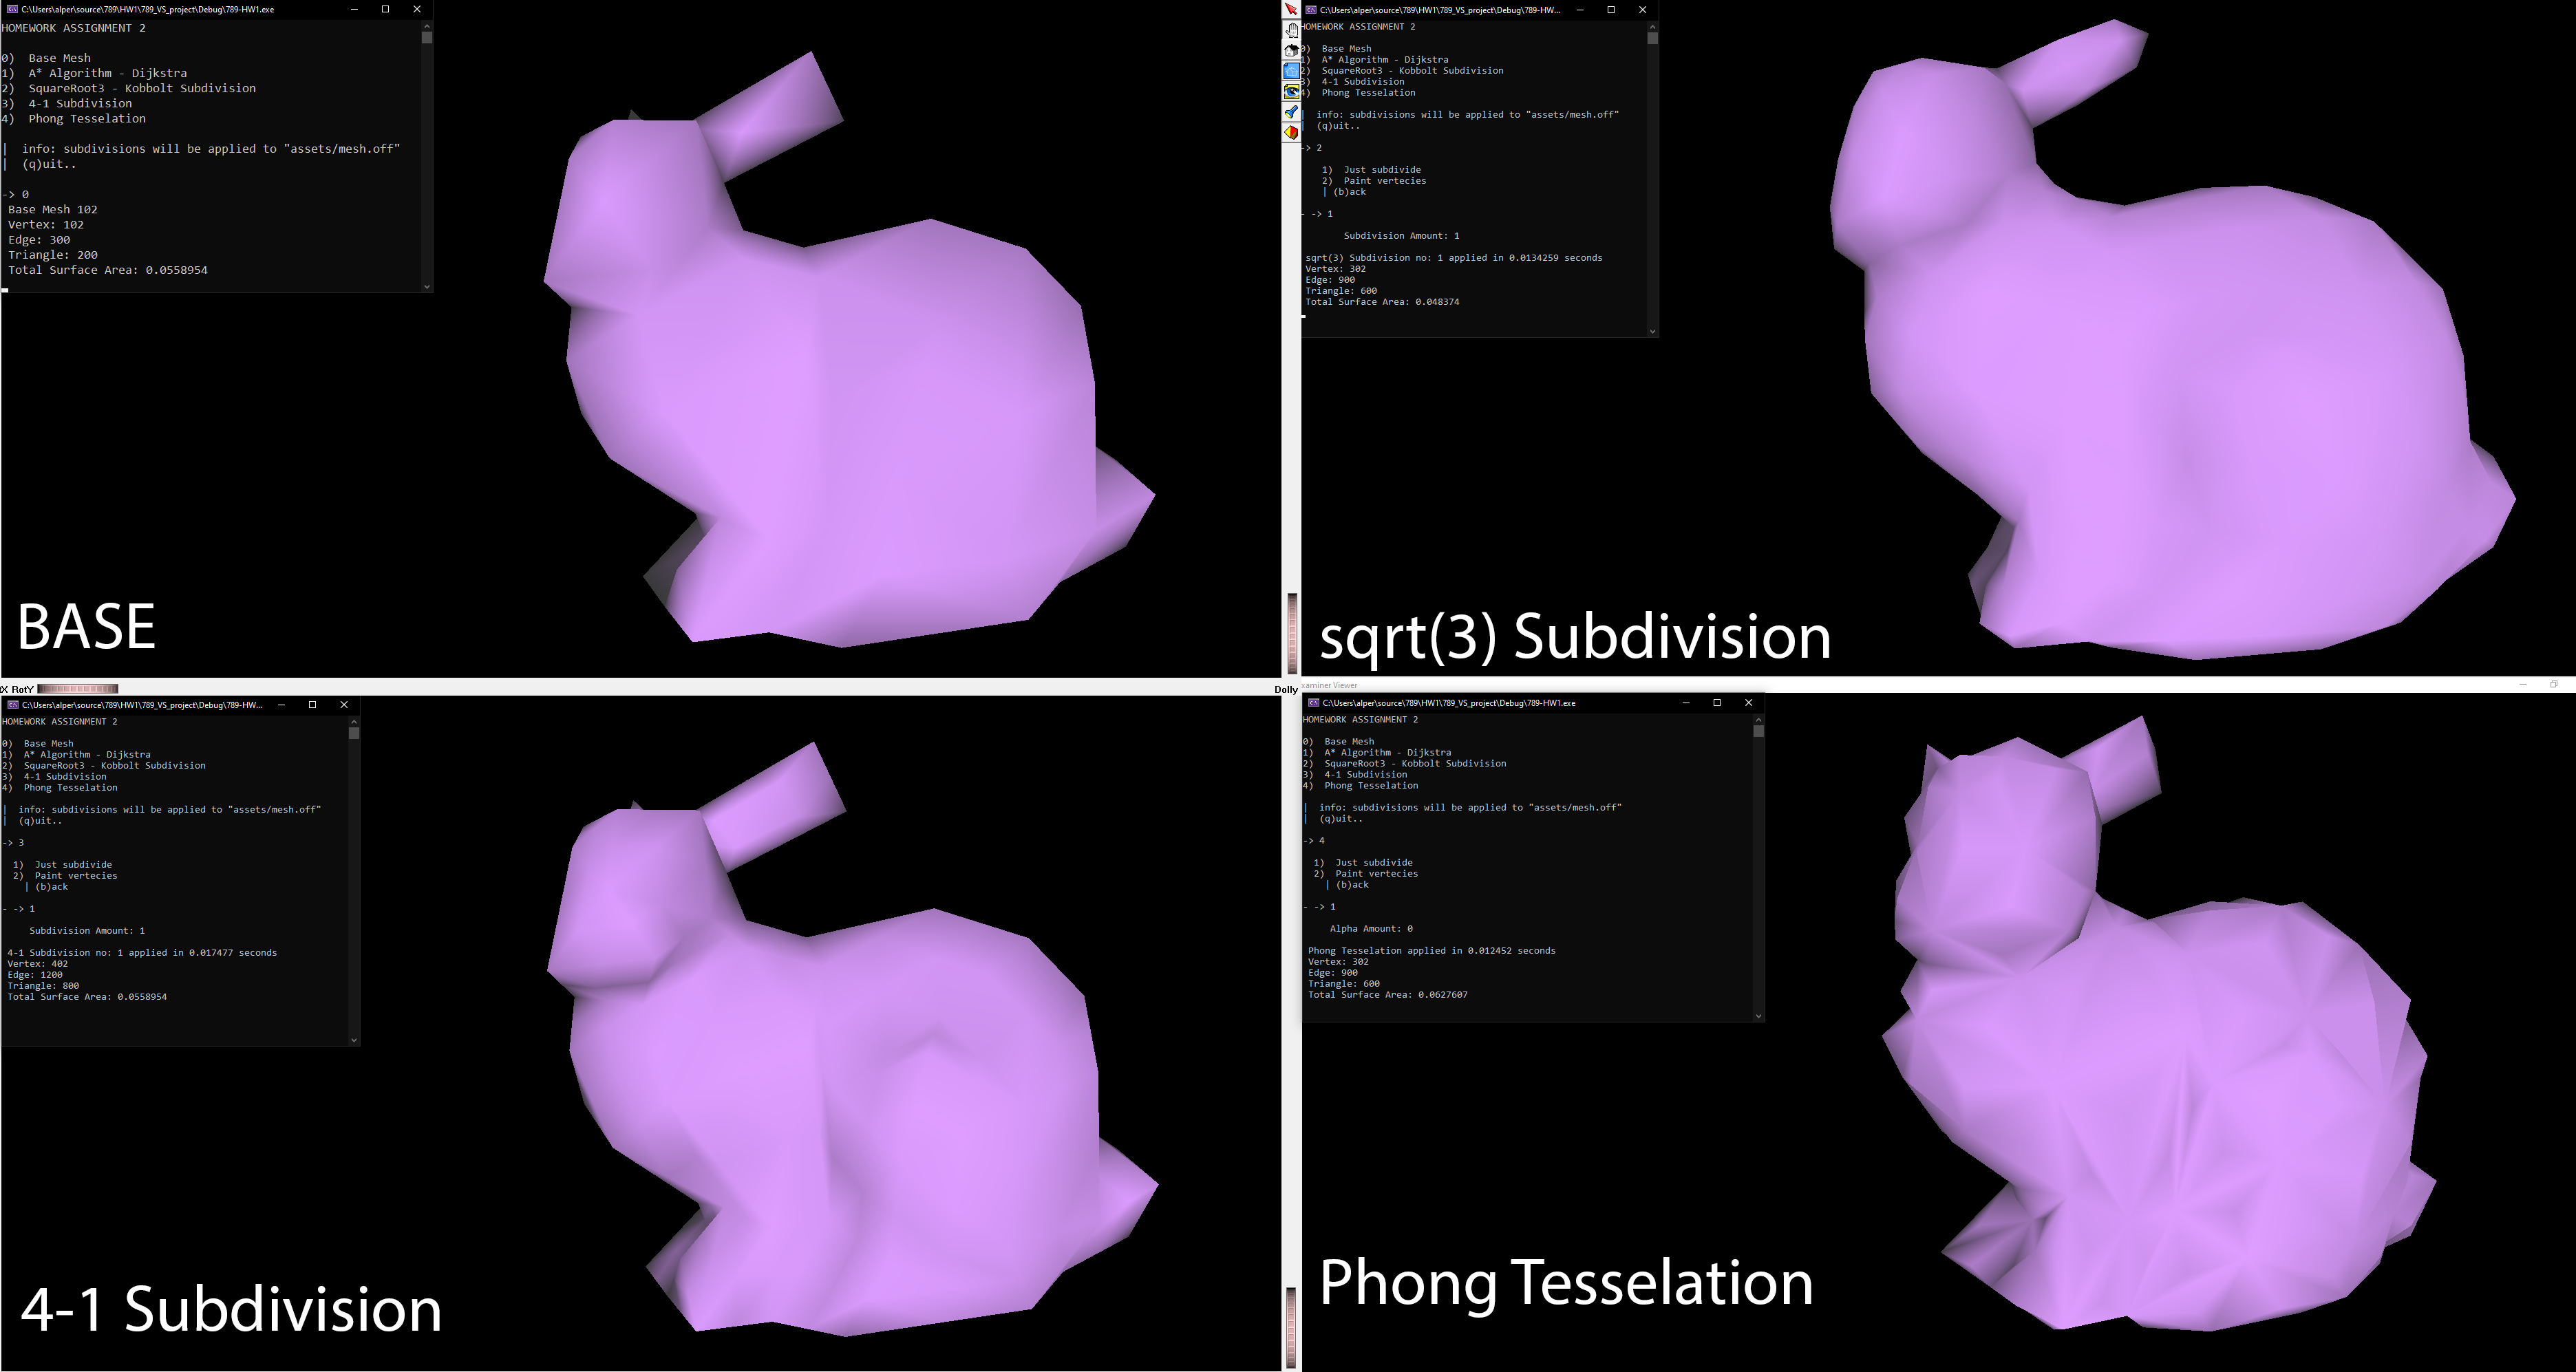 C:\Users\alper\source\789\HW1\789_VS_project\Debug\789-HW1.exe
HOMEWORK ASSIGNMENT 2
0) Base Mesh
1) A* Algorithm - Dijkstra
2) SquareRoot3 - Kobbolt Subdivision
3) 4-1 Subdivision
4) Phong Tesselation
| info: subdivisions will be applied to "assets/mesh.off"
| (q)uit..
-> 0
Base Mesh 102
Vertex: 102
Edge: 300
Triangle: 200
Total Surface Area: 0.0558954
BASE
C:\Users\alper\source\789\HW1\789_VS_project\Debug\789-HW...
HOMEWORK ASSIGNMENT 2
0) Base Mesh
1) A* Algorithm - Dijkstra
2) SquareRoot3 - Kobbolt Subdivision
3) 4-1 Subdivision
4) Phong Tesselation
| info: subdivisions will be applied to "assets/mesh.off"
| (q)uit..
-> 2
1) Just subdivide
2) Paint vertecies
| (b)ack
- -> 1
Subdivision Amount: 1
sqrt(3) Subdivision no: 1 applied in 0.0134259 seconds
Vertex: 302
Edge: 900
Triangle: 600
Total Surface Area: 0.048374
sqrt(3) Subdivision
X RotY
Dolly
xaminer Viewer
C:\Users\alper\source\789\HW1\789_VS_project\Debug\789-HW...
HOMEWORK ASSIGNMENT 2
0) Base Mesh
1) A* Algorithm - Dijkstra
2) SquareRoot3 - Kobbolt Subdivision
3) 4-1 Subdivision
4) Phong Tesselation
| info: subdivisions will be applied to "assets/mesh.off"
| (q)uit..
-> 3
1) Just subdivide
2) Paint vertecies
| (b)ack
- -> 1
Subdivision Amount: 1
4-1 Subdivision no: 1 applied in 0.017477 seconds
Vertex: 402
Edge: 1200
Triangle: 800
Total Surface Area: 0.0558954
4-1 Subdivision
C:\Users\alper\source\789\HW1\789_VS_project\Debug\789-HW1.exe
HOMEWORK ASSIGNMENT 2
0) Base Mesh
1) A* Algorithm - Dijkstra
2) SquareRoot3 - Kobbolt Subdivision
3) 4-1 Subdivision
4) Phong Tesselation
| info: subdivisions will be applied to "assets/mesh.off"
| (q)uit..
-> 4
1) Just subdivide
2) Paint vertecies
| (b)ack
- -> 1
Alpha Amount: 0
Phong Tesselation applied in 0.012452 seconds
Vertex: 302
Edge: 900
Triangle: 600
Total Surface Area: 0.0627607
Phong Tesselation